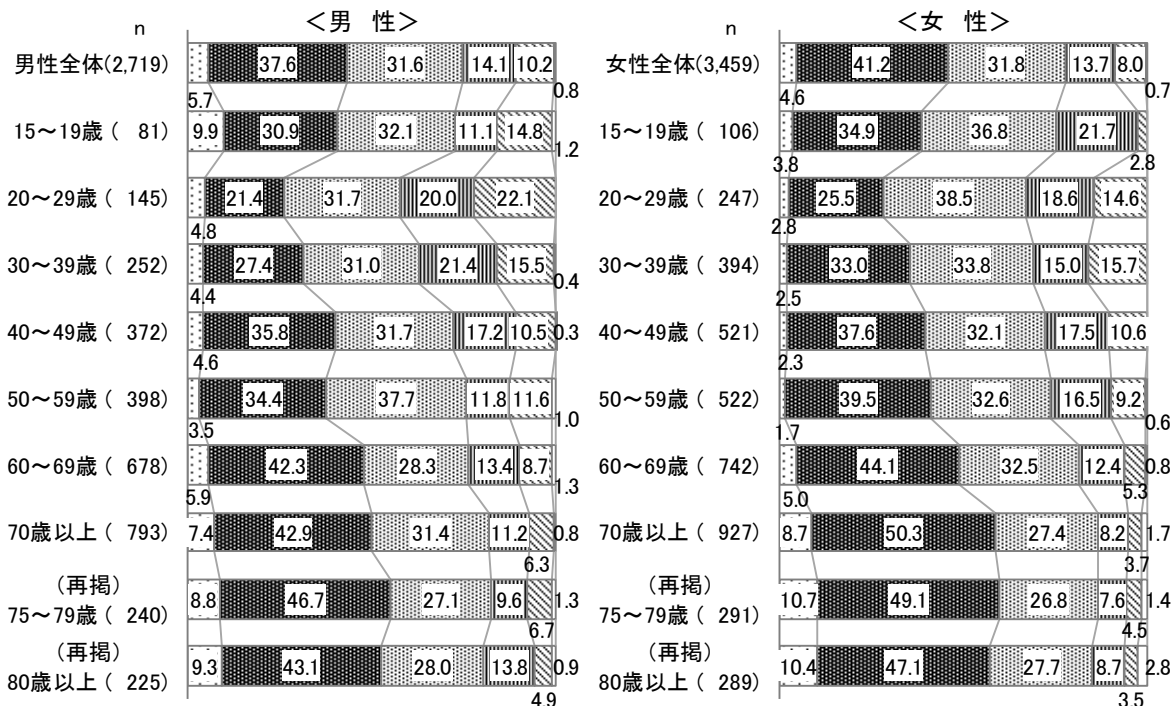 ＜男 性＞
n
男性全体(2,719) 37.6 31.6 14.1 10.2
5.7 0.8
15～19歳( 81) 9.9 30.9 32.1 11.1 14.8
1.2
20～29歳( 145) 21.4 31.7 20.0 22.1
4.8
30～39歳( 252) 27.4 31.0 21.4 15.5 0.4
4.4
40～49歳( 372) 35.8 31.7 17.2 10.5 0.3
4.6
50～59歳( 398) 34.4 37.7 11.8 11.6
3.5 1.0
60～69歳( 678) 42.3 28.3 13.4 8.7
5.9 1.3
70歳以上( 793) 7.4 42.9 31.4 11.2 0.8
6.3
(再掲)
75～79歳( 240) 8.8 46.7 27.1 9.6 1.3
6.7
(再掲)
80歳以上( 225) 9.3 43.1 28.0 13.8 0.9
4.9
＜女 性＞
n
女性全体(3,459) 41.2 31.8 13.7 8.0
4.6 0.7
15～19歳( 106) 34.9 36.8 21.7
3.8 2.8
20～29歳( 247) 25.5 38.5 18.6 14.6
2.8
30～39歳( 394) 33.0 33.8 15.0 15.7
2.5
40～49歳( 521) 37.6 32.1 17.5 10.6
2.3
50～59歳( 522) 39.5 32.6 16.5 9.2
1.7 0.6
60～69歳( 742) 44.1 32.5 12.4 0.8
5.0 5.3
70歳以上( 927) 8.7 50.3 27.4 8.2 1.7
3.7
(再掲)
75～79歳( 291) 10.7 49.1 26.8 7.6 1.4
4.5
(再掲)
80歳以上( 289) 10.4 47.1 27.7 8.7 2.8
3.5